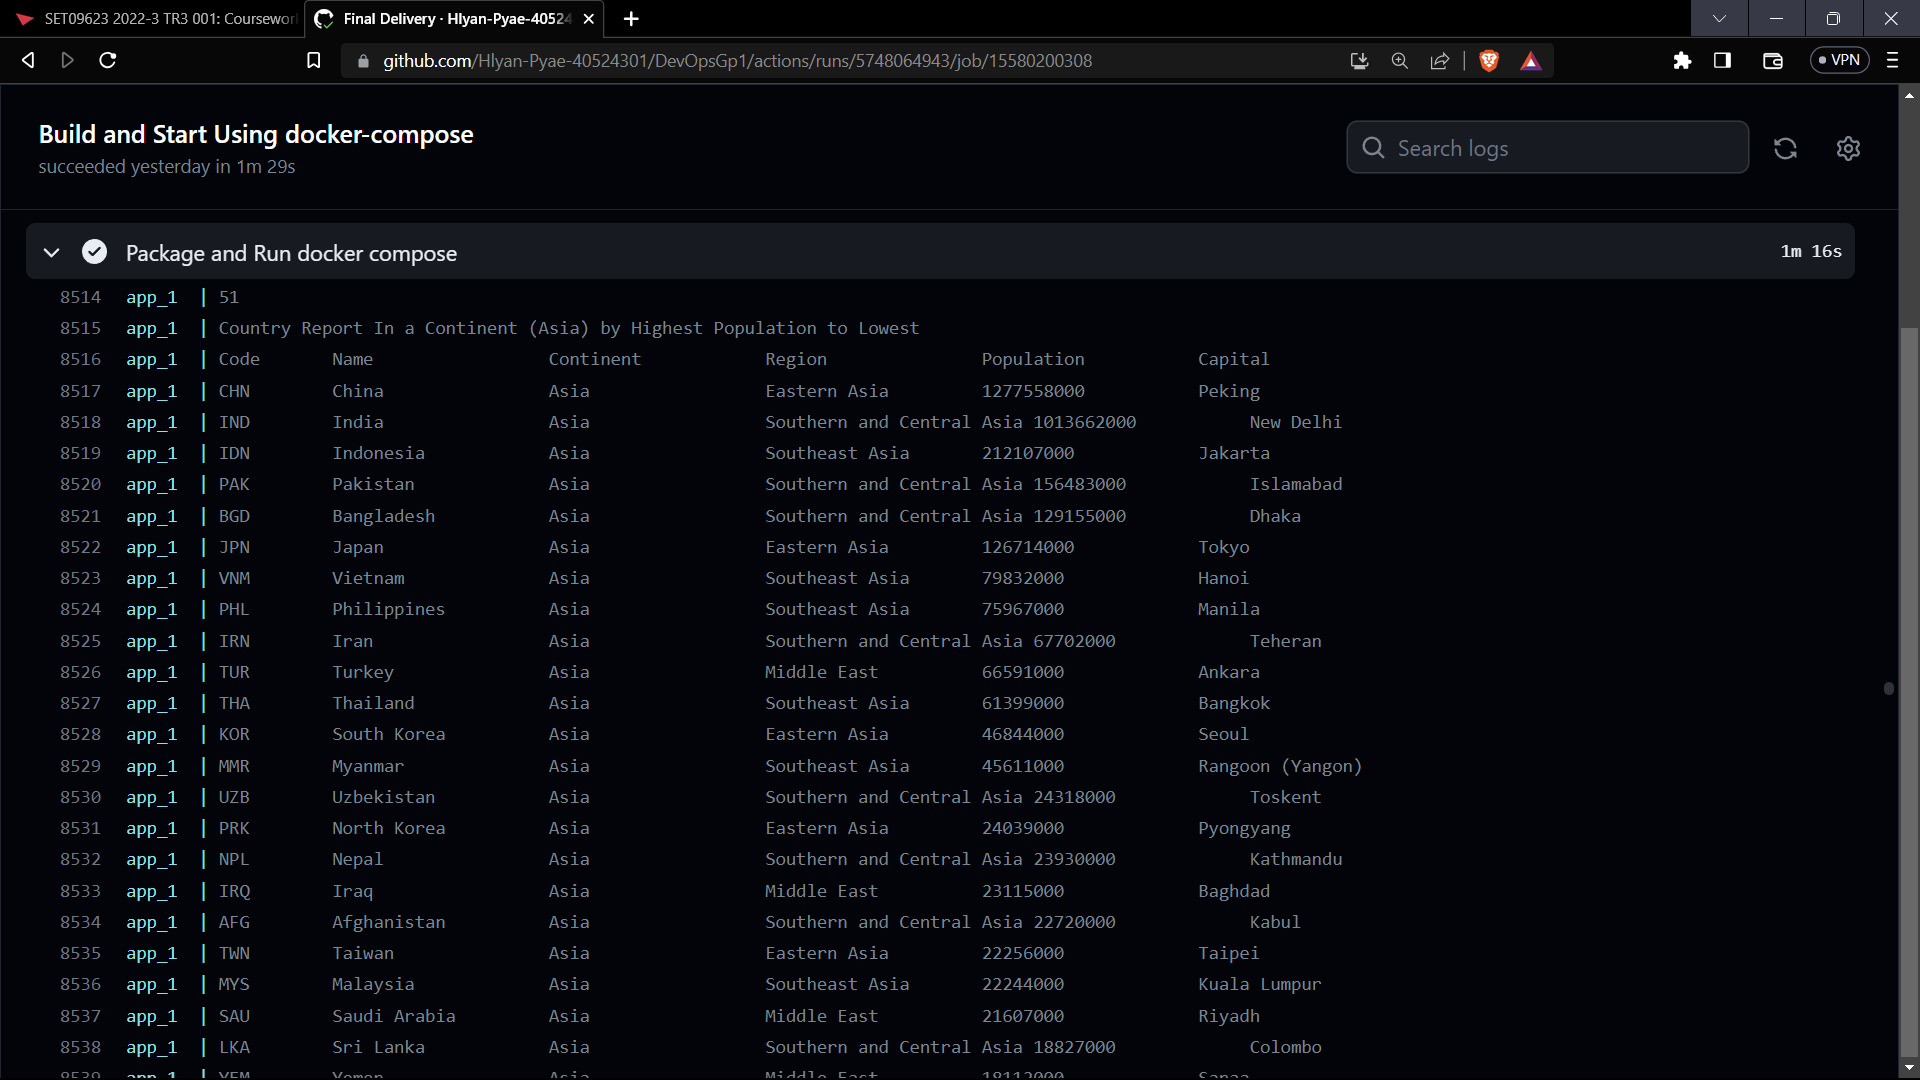 SET09623 2022-3 TR3 001: Coursewor
Final Delivery · Hlyan-Pyae-40524
github.com/Hlyan-Pyae-40524301/DevOpsGp1/actions/runs/5748064943/job/15580200308
VPN
Build and Start Using docker-compose
succeeded yesterday in 1m 29s
Search logs
Package and Run docker compose 1m 16s
8514 app_1 | 51
8515 app_1 | Country Report In a Continent (Asia) by Highest Population to Lowest
8516 app_1 | Code Name Continent Region Population Capital
8517 app_1 | CHN China Asia Eastern Asia 1277558000 Peking
8518 app_1 | IND India Asia Southern and Central Asia 1013662000 New Delhi
8519 app_1 | IDN Indonesia Asia Southeast Asia 212107000 Jakarta
8520 app_1 | PAK Pakistan Asia Southern and Central Asia 156483000 Islamabad
8521 app_1 | BGD Bangladesh Asia Southern and Central Asia 129155000 Dhaka
8522 app_1 | JPN Japan Asia Eastern Asia 126714000 Tokyo
8523 app_1 | VNM Vietnam Asia Southeast Asia 79832000 Hanoi
8524 app_1 | PHL Philippines Asia Southeast Asia 75967000 Manila
8525 app_1 | IRN Iran Asia Southern and Central Asia 67702000 Teheran
8526 app_1 | TUR Turkey Asia Middle East 66591000 Ankara
8527 app_1 | THA Thailand Asia Southeast Asia 61399000 Bangkok
8528 app_1 | KOR South Korea Asia Eastern Asia 46844000 Seoul
8529 app_1 | MMR Myanmar Asia Southeast Asia 45611000 Rangoon (Yangon)
8530 app_1 | UZB Uzbekistan Asia Southern and Central Asia 24318000 Toskent
8531 app_1 | PRK North Korea Asia Eastern Asia 24039000 Pyongyang
8532 app_1 | NPL Nepal Asia Southern and Central Asia 23930000 Kathmandu
8533 app_1 | IRQ Iraq Asia Middle East 23115000 Baghdad
8534 app_1 | AFG Afghanistan Asia Southern and Central Asia 22720000 Kabul
8535 app_1 | TWN Taiwan Asia Eastern Asia 22256000 Taipei
8536 app_1 | MYS Malaysia Asia Southeast Asia 22244000 Kuala Lumpur
8537 app_1 | SAU Saudi Arabia Asia Middle East 21607000 Riyadh
8538 app_1 | LKA Sri Lanka Asia Southern and Central Asia 18827000 Colombo
8539 app_1 | YEM Yemen Asia Middle East 18112000 Sanaa